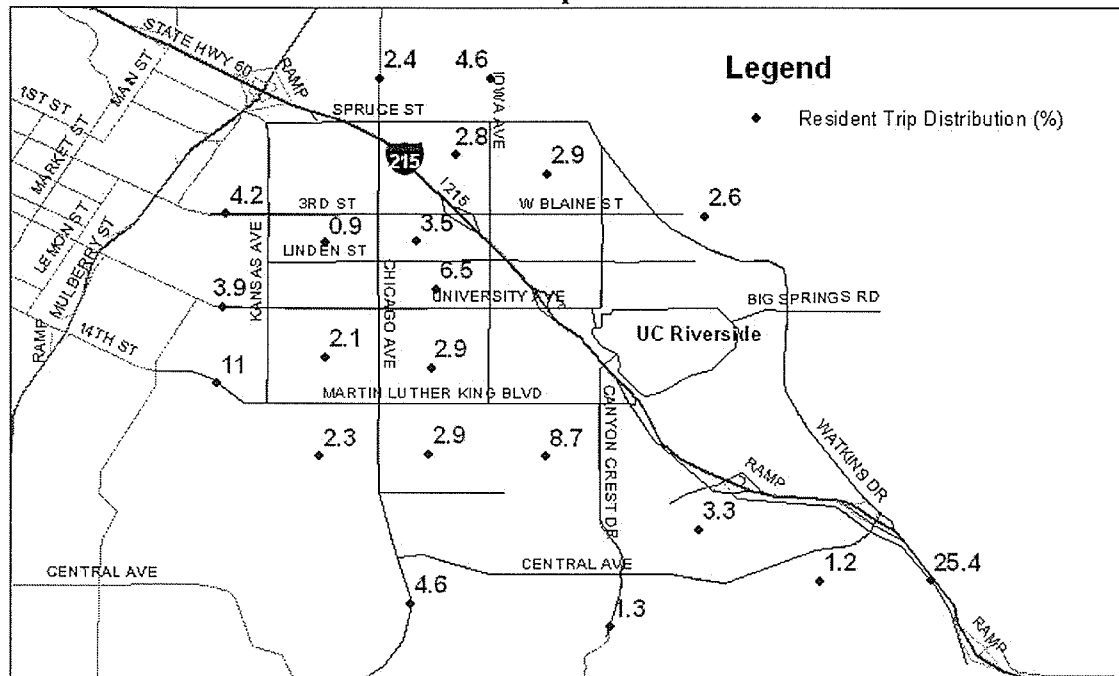 STATE HWY 60
RAMP
2.4
4.6
IOWA AVE
Legend
Resident Trip Distribution (%)
MAIN ST
1ST ST
SPRUCE ST
MARKET ST
2.8
215
I 215
2.9
4.2
3RD ST
W BLAINE ST
2.6
LEMON ST
MULBERRY ST
KANSAS AVE
0.9
3.5
LINDEN ST
CHICAGO AVE
6.5
3.9
UNIVERSITY AVE
BIG SPRINGS RD
RAMP
14TH ST
UC Riverside
2.1
2.9
11
MARTIN LUTHER KING BLVD
CANYON CREST DR
2.3
2.9
8.7
WATKINS DR
RAMP
3.3
CENTRAL AVE
CENTRAL AVE
4.6
1.2
25.4
1.3
RAMP